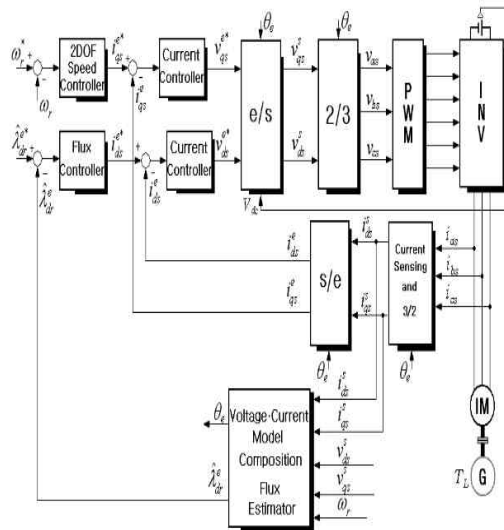 θ_e
θ_e
ω_r^* + − ω_r
2DOF Speed Controller
i_qs^e* + − i_qs^e
Current Controller
v_qs^e*
e/s
v_qs^s
2/3
v_as
v_bs
v_cs
PWM
INV
λ̂_dr^e* + − λ̂_dr^e
Flux Controller
i_ds^e* + − i_ds^e
Current Controller
v_ds^e*
v_ds^s
V_dc
i_ds^e
i_qs^e
s/e
i_ds^s
i_qs^s
Current Sensing and 3/2
i_as
i_bs
i_cs
θ_e
θ_e
θ_e
λ̂_dr^e
Voltage·Current Model Composition Flux Estimator
i_ds^s
i_qs^s
v_ds^s
v_qs^s
ω_r
IM
T_L
G